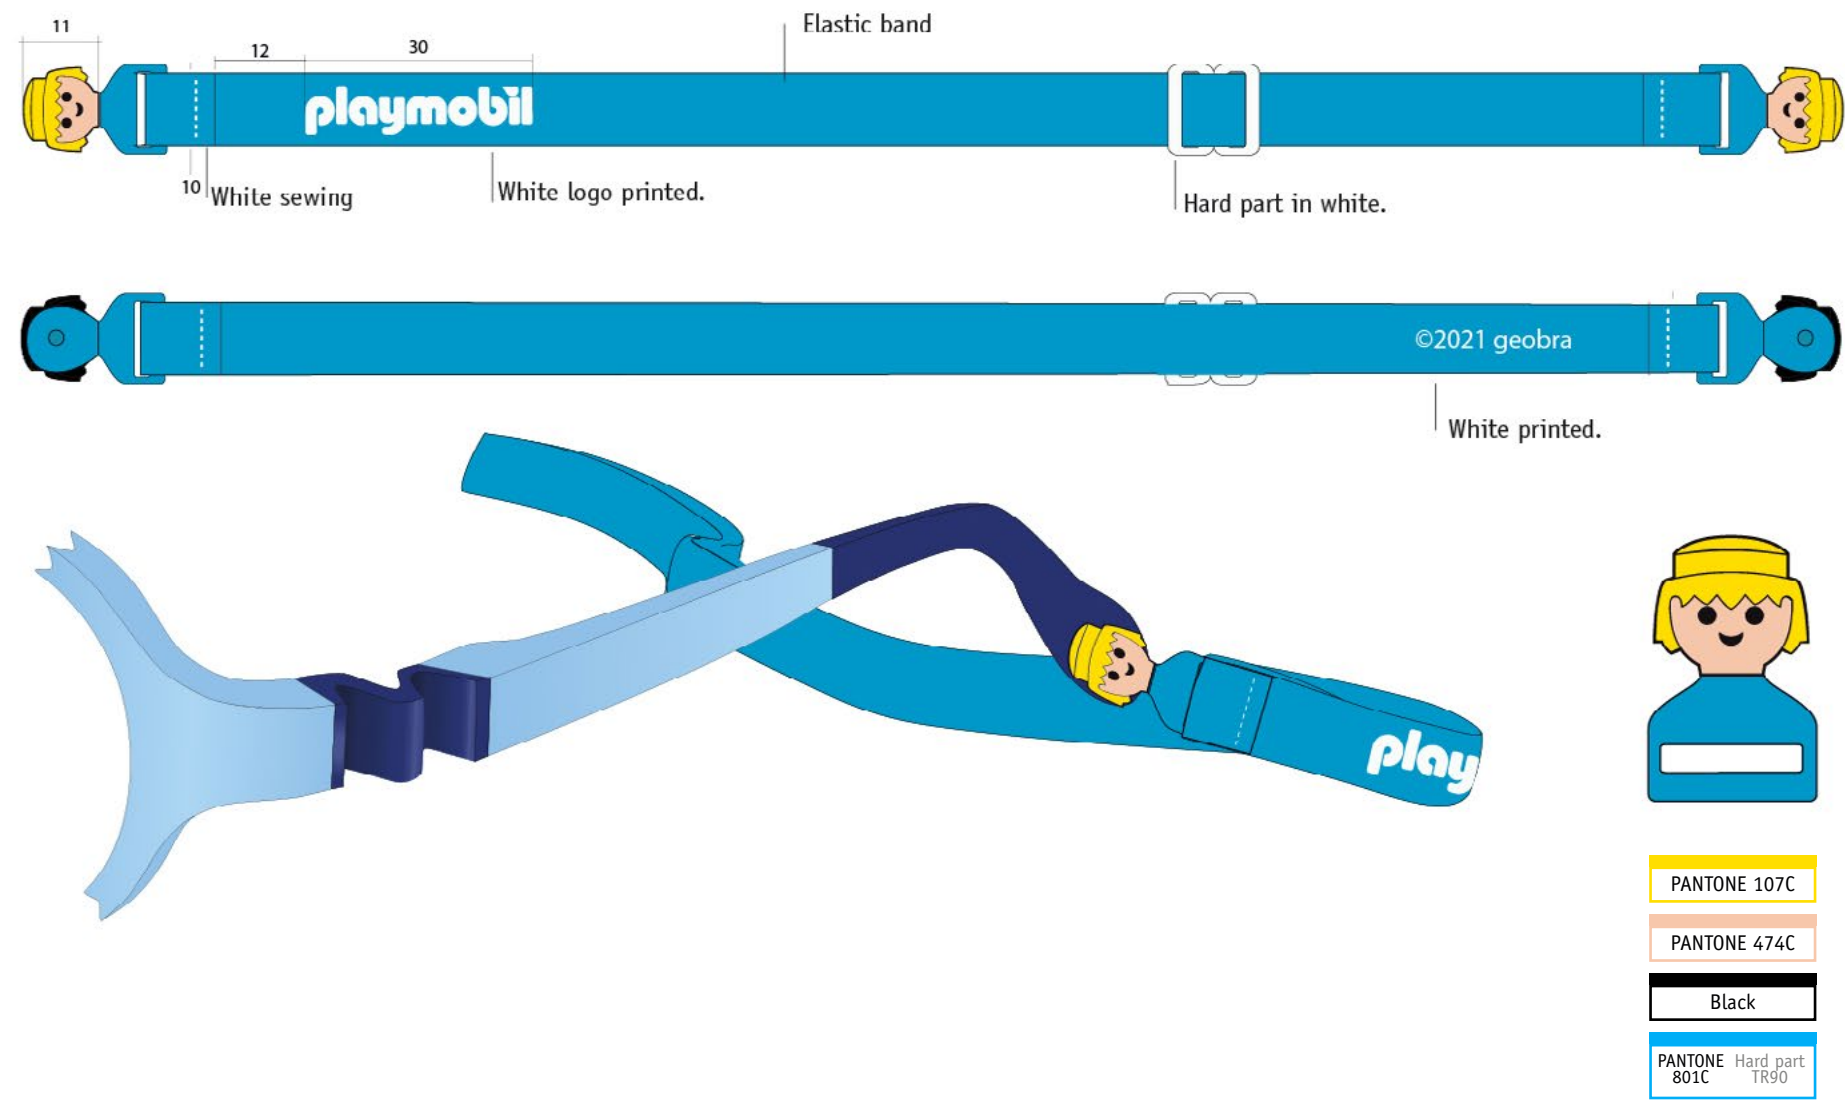 11
12
30
Elastic band
playmobil
10
White sewing
White logo printed.
Hard part in white.
©2021 geobra
White printed.
play
PANTONE 107C
PANTONE 474C
Black
PANTONE 801C
Hard part TR90